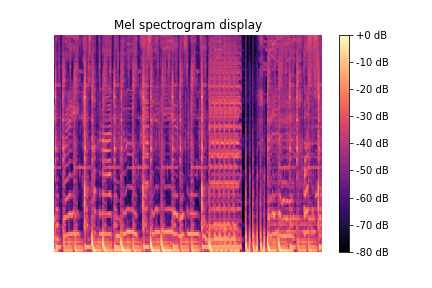 Mel spectrogram display
+0 dB
-10 dB
-20 dB
-30 dB
-40 dB
-50 dB
-60 dB
-70 dB
-80 dB